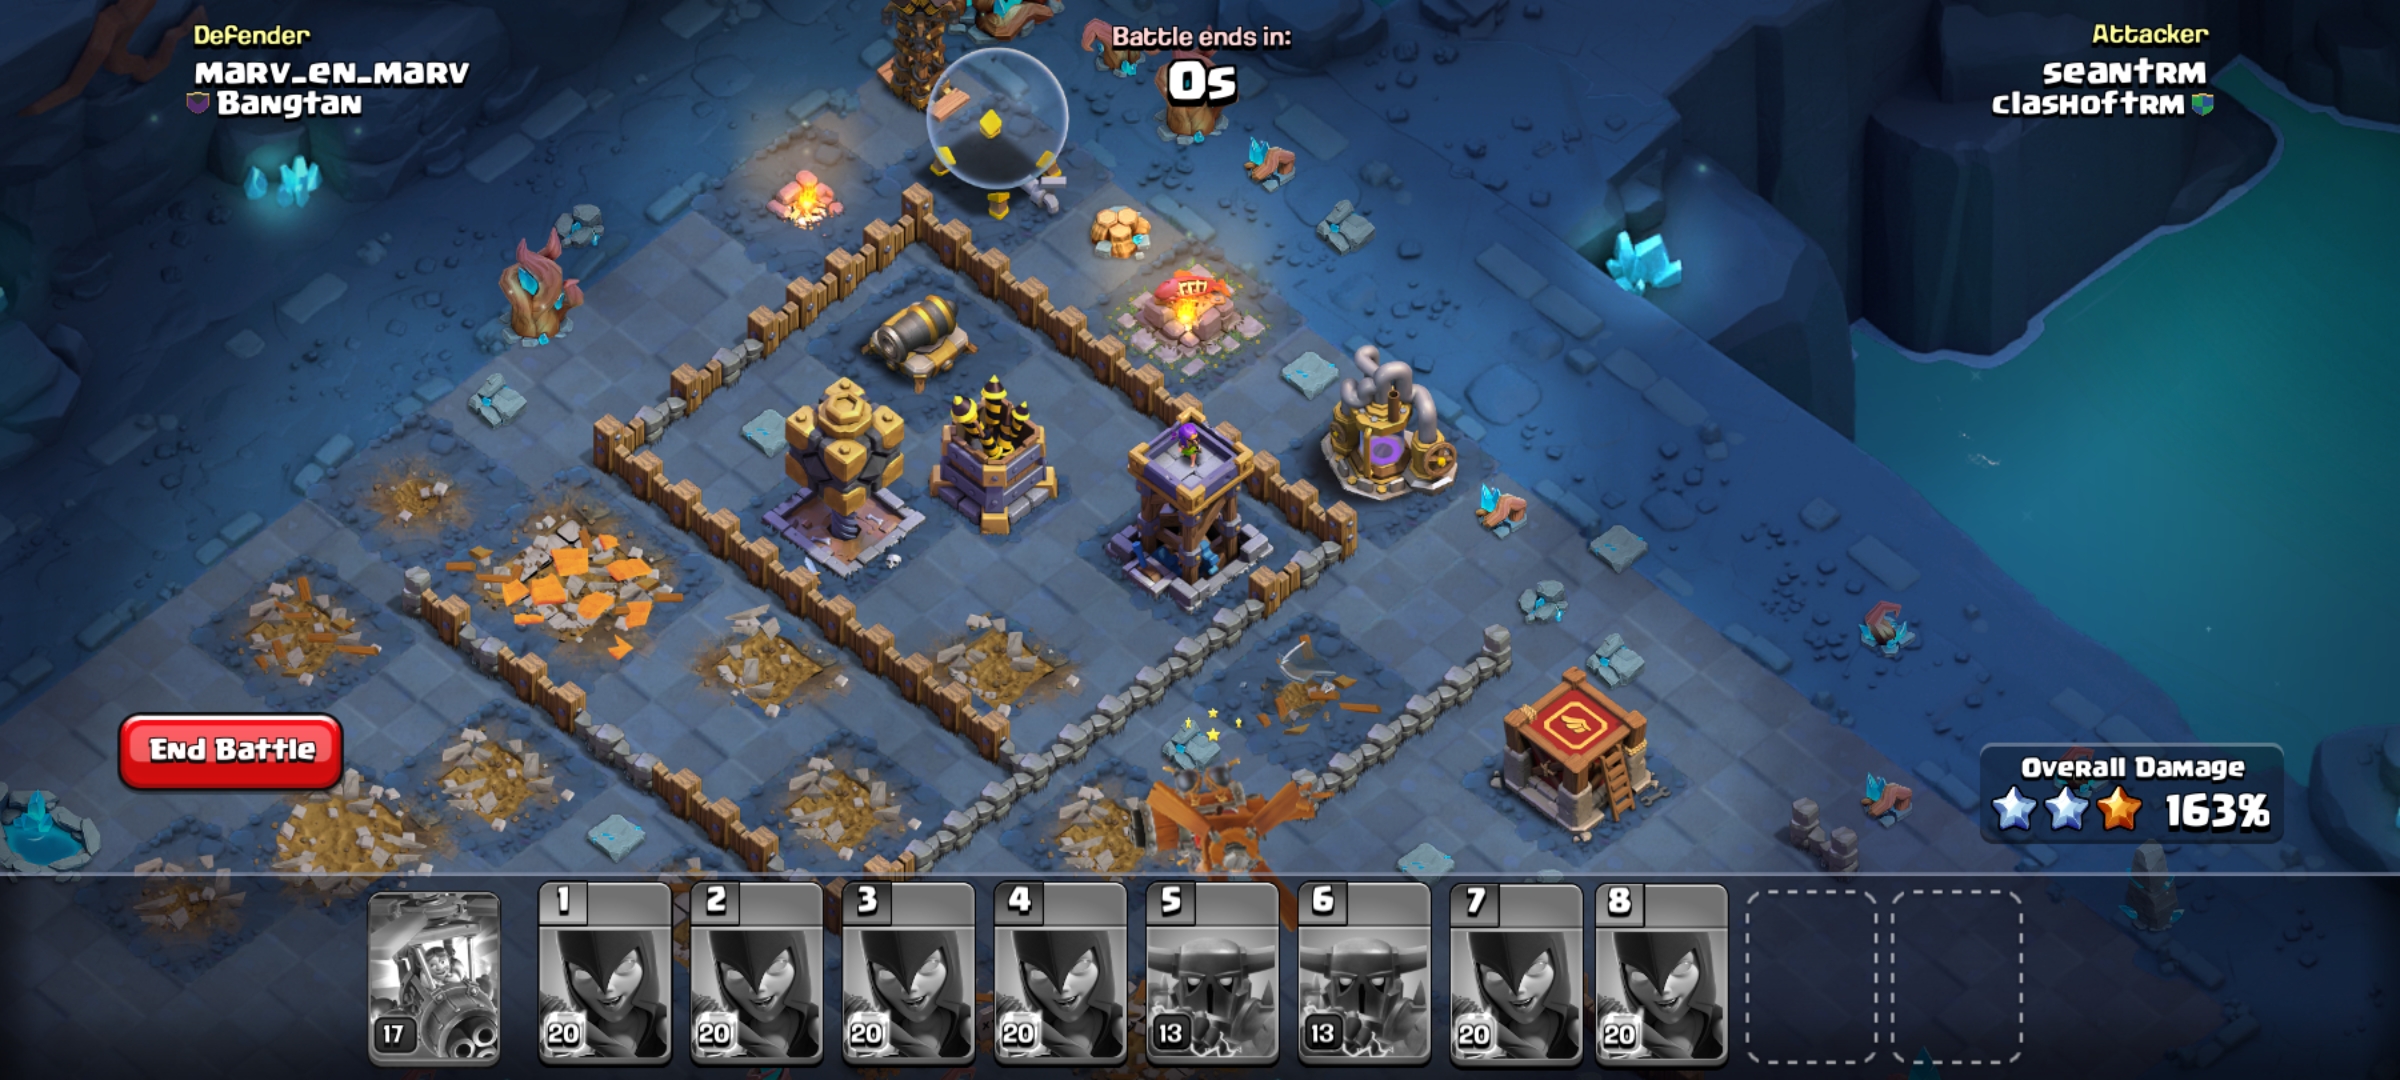 Defender
Marv_en_Marv
Bangtan
Battle ends in:
0s
Attacker
seantRM
clashoftRM
End Battle
Overall Damage
163%
17
1
20
2
20
3
20
4
20
5
13
6
13
7
20
8
20